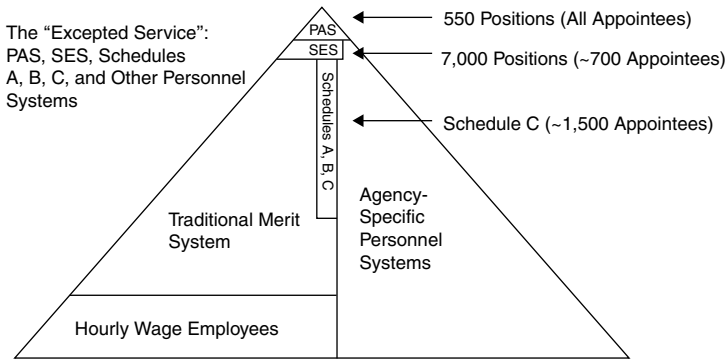 The “Excepted Service”:
PAS, SES, Schedules
A, B, C, and Other Personnel
Systems
PAS
550 Positions (All Appointees)
SES
7,000 Positions (~700 Appointees)
Schedules A, B, C
Schedule C (~1,500 Appointees)
Traditional Merit
System
Agency-
Specific
Personnel
Systems
Hourly Wage Employees